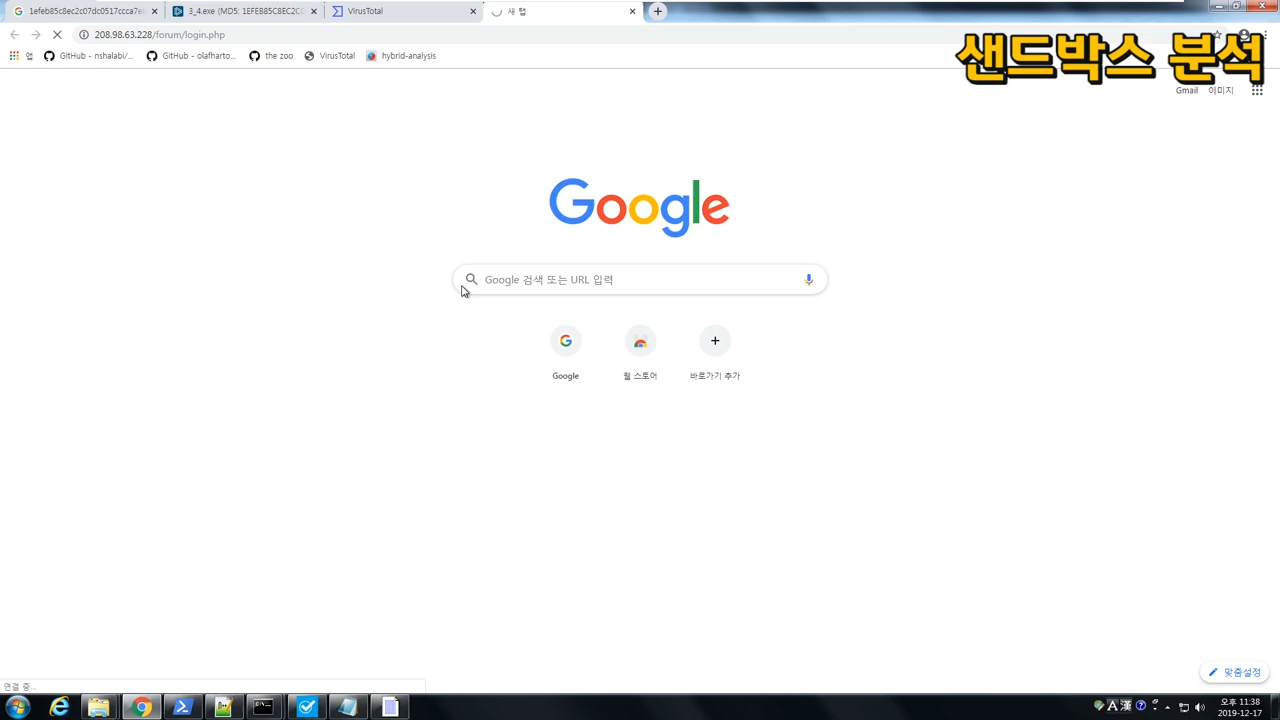 1efeb85c8ec2c07dc0517ccca7e
3_4.exe (MD5: 1EFEB85C8EC2C
VirusTotal
새 탭
208.98.63.228/forum/login.php
앱
GitHub - nshalabi/...
GitHub - olafharto...
the zoo
VirusTotal
hybrid-analysis
샌드박스 분석
Gmail
이미지
Google
Google 검색 또는 URL 입력
Google
웹 스토어
바로가기 추가
맞춤설정
연결 중...
A 漢
오후 11:38
2019-12-17